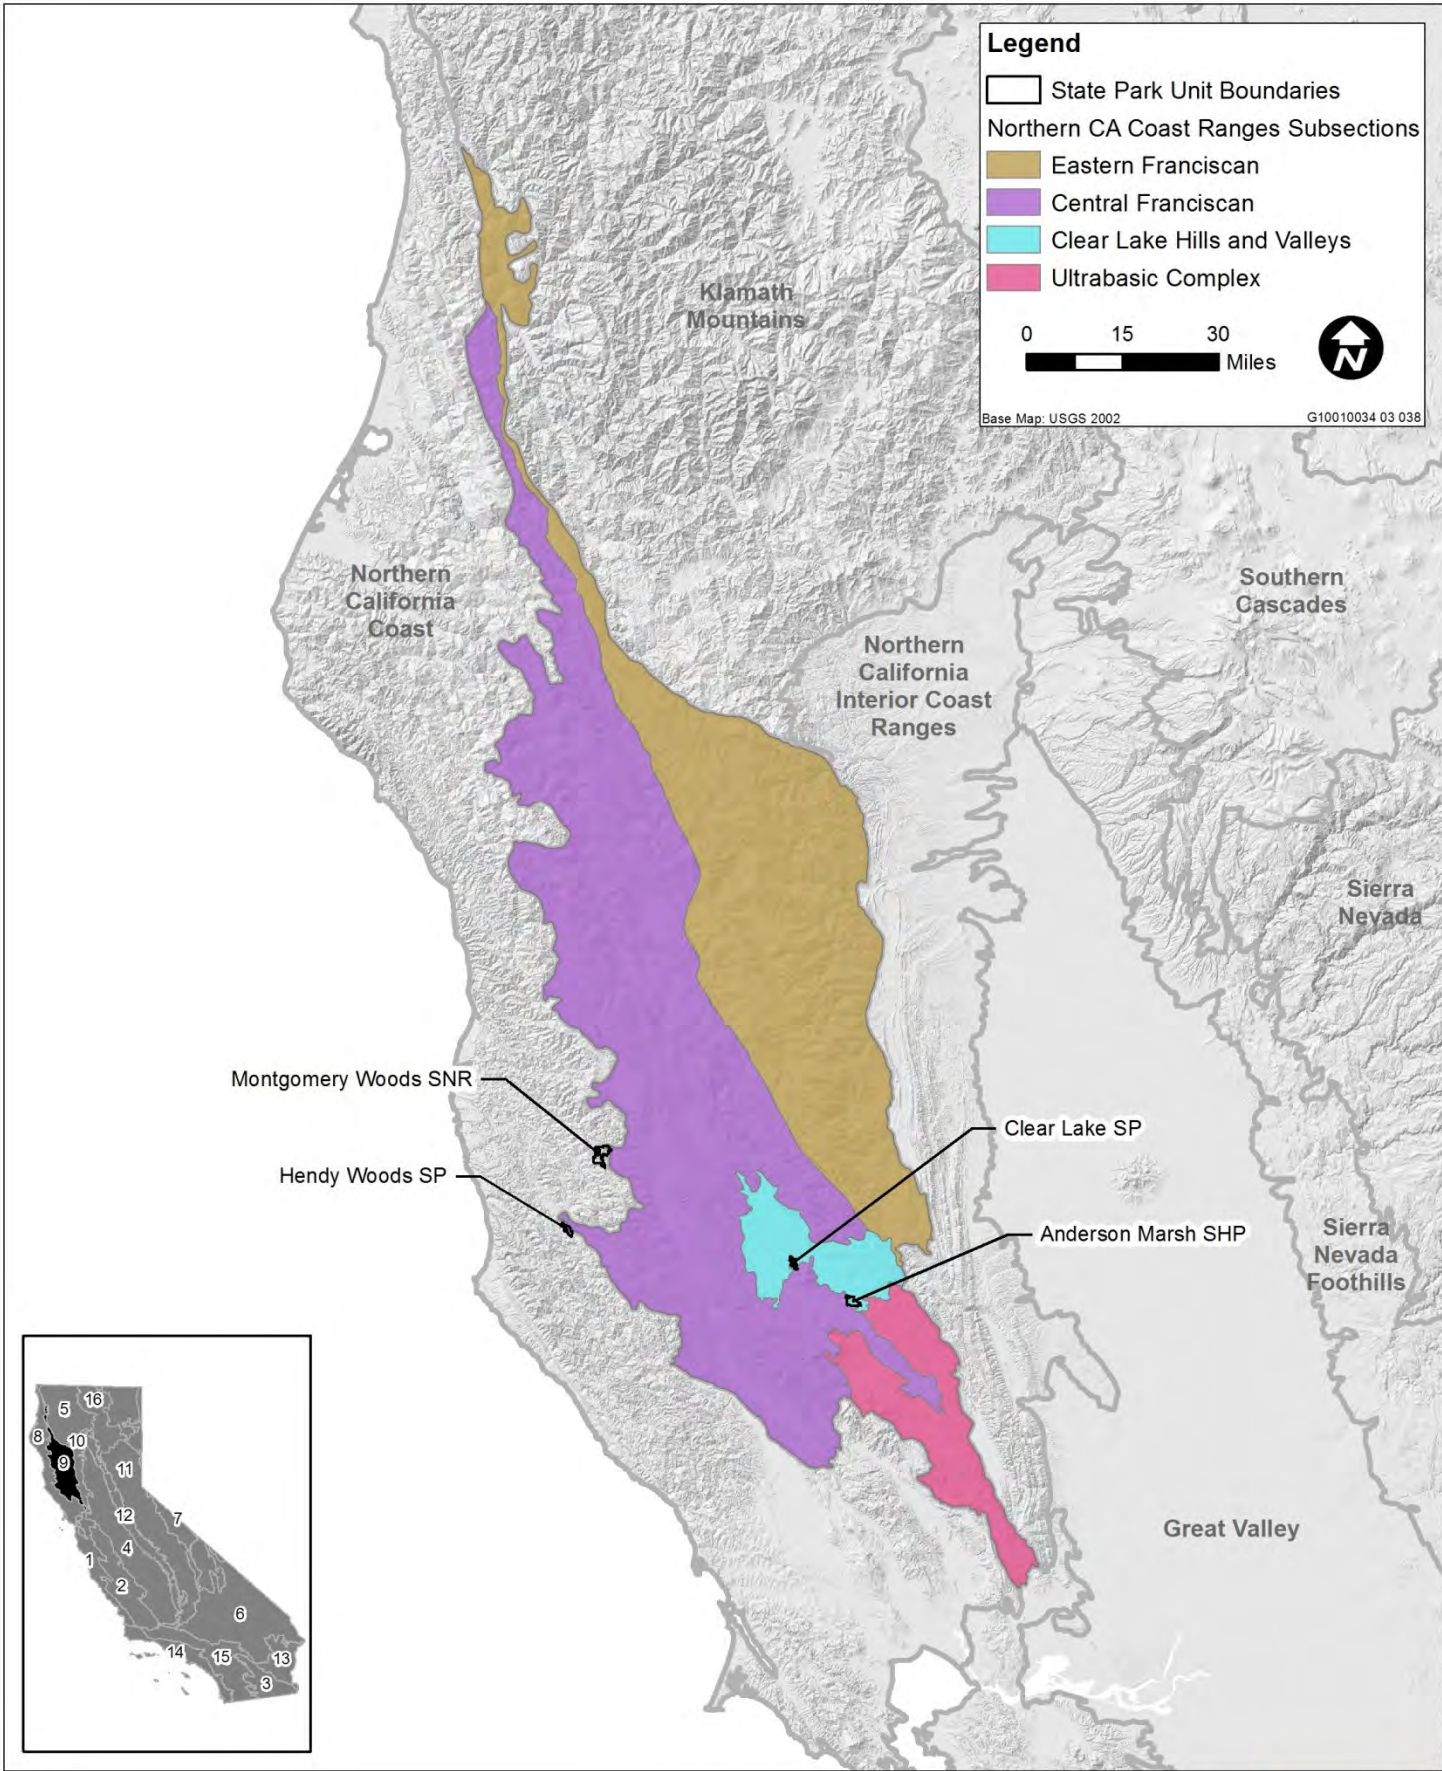 Legend
State Park Unit Boundaries
Northern CA Coast Ranges Subsections
Eastern Franciscan
Central Franciscan
Clear Lake Hills and Valleys
Ultrabasic Complex
0 15 30
Miles
N
Base Map: USGS 2002 G10010034 03 038
Klamath
Mountains
Northern
California
Coast
Southern
Cascades
Northern
California
Interior Coast
Ranges
Sierra
Nevada
Montgomery Woods SNR
Clear Lake SP
Hendy Woods SP
Anderson Marsh SHP
Sierra
Nevada
Foothills
Great Valley
16
5
8
10
9
11
12
7
4
1
2
6
14
15
13
3